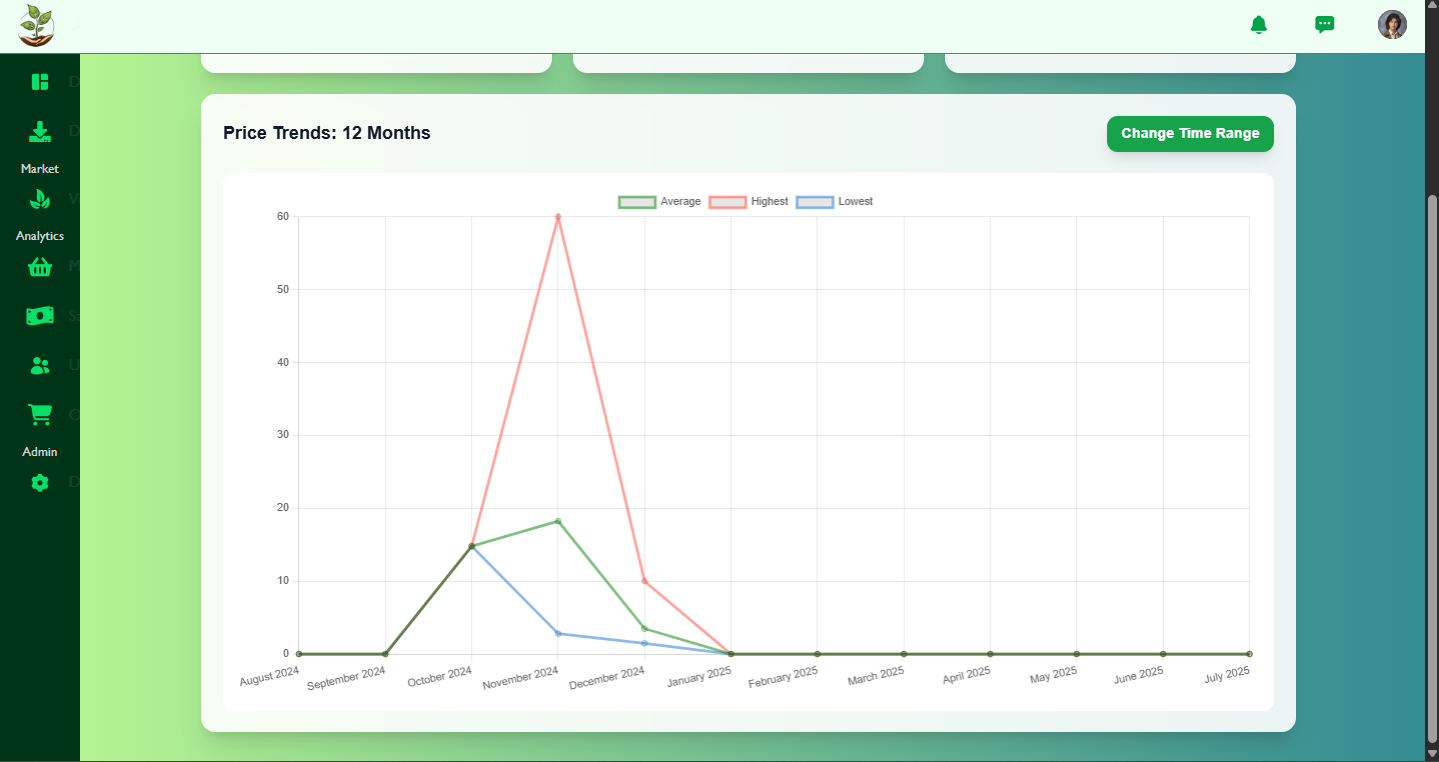 Market
Analytics
Admin
Price Trends: 12 Months
Change Time Range
Average Highest Lowest
60
50
40
30
20
10
0
August 2024 September 2024 October 2024 November 2024 December 2024 January 2025 February 2025 March 2025 April 2025 May 2025 June 2025 July 2025